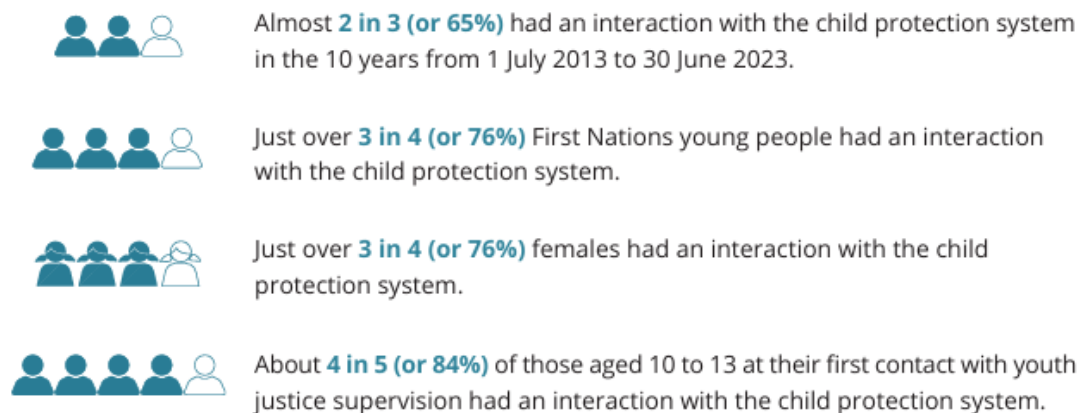 Almost 2 in 3 (or 65%) had an interaction with the child protection system
in the 10 years from 1 July 2013 to 30 June 2023.
Just over 3 in 4 (or 76%) First Nations young people had an interaction
with the child protection system.
Just over 3 in 4 (or 76%) females had an interaction with the child
protection system.
About 4 in 5 (or 84%) of those aged 10 to 13 at their first contact with youth
justice supervision had an interaction with the child protection system.